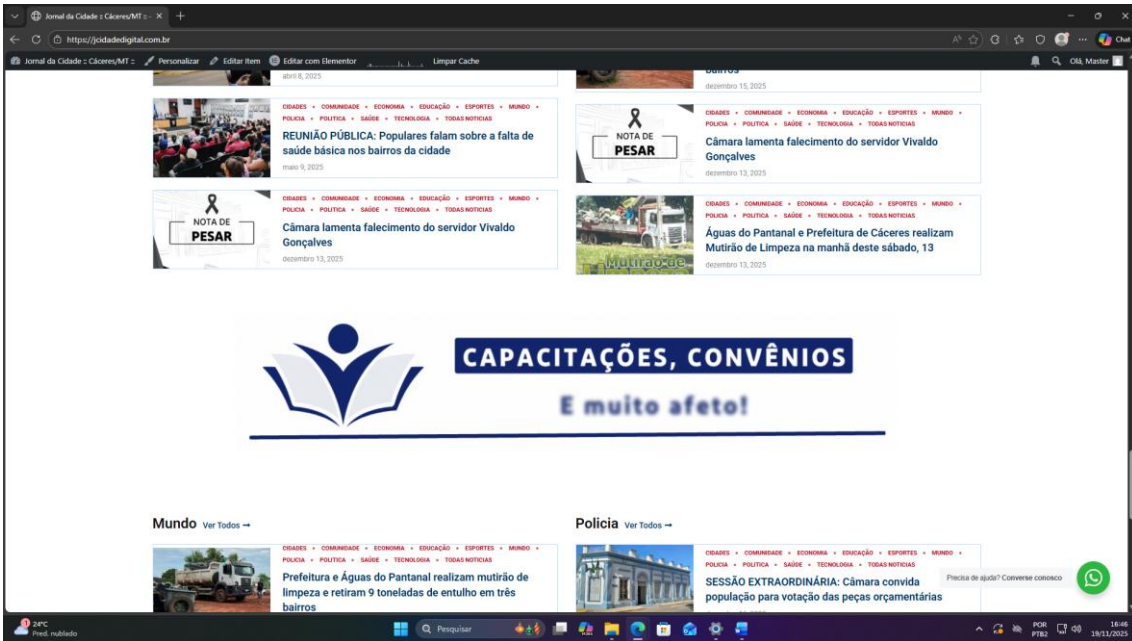 Jornal da Cidade :: Cáceres/MT ::
https://jcidadedigital.com.br
Chat
Jornal da Cidade :: Cáceres/MT :: Personalizar Editar Item Editar com Elementor Limpar Cache Olá, Master
abril 8, 2025
CIDADES • COMUNIDADE • ECONOMIA • EDUCAÇÃO • ESPORTES • MUNDO •
POLICIA • POLITICA • SAÚDE • TECNOLOGIA • TODAS NOTICIAS
REUNIÃO PÚBLICA: Populares falam sobre a falta de
saúde básica nos bairros da cidade
maio 9, 2025
NOTA DE
PESAR
CIDADES • COMUNIDADE • ECONOMIA • EDUCAÇÃO • ESPORTES • MUNDO •
POLICIA • POLITICA • SAÚDE • TECNOLOGIA • TODAS NOTICIAS
Câmara lamenta falecimento do servidor Vivaldo
Gonçalves
dezembro 13, 2025
bairros
dezembro 15, 2025
NOTA DE
PESAR
CIDADES • COMUNIDADE • ECONOMIA • EDUCAÇÃO • ESPORTES • MUNDO •
POLICIA • POLITICA • SAÚDE • TECNOLOGIA • TODAS NOTICIAS
Câmara lamenta falecimento do servidor Vivaldo
Gonçalves
dezembro 13, 2025
Mutirão de
CIDADES • COMUNIDADE • ECONOMIA • EDUCAÇÃO • ESPORTES • MUNDO •
POLICIA • POLITICA • SAÚDE • TECNOLOGIA • TODAS NOTICIAS
Águas do Pantanal e Prefeitura de Cáceres realizam
Mutirão de Limpeza na manhã deste sábado, 13
dezembro 13, 2025
CAPACITAÇÕES, CONVÊNIOS
E muito afeto!
Mundo Ver Todos →
CIDADES • COMUNIDADE • ECONOMIA • EDUCAÇÃO • ESPORTES • MUNDO •
POLICIA • POLITICA • SAÚDE • TECNOLOGIA • TODAS NOTICIAS
Prefeitura e Águas do Pantanal realizam mutirão de
limpeza e retiram 9 toneladas de entulho em três
bairros
Policia Ver Todos →
CIDADES • COMUNIDADE • ECONOMIA • EDUCAÇÃO • ESPORTES • MUNDO •
POLICIA • POLITICA • SAÚDE • TECNOLOGIA • TODAS NOTICIAS
SESSÃO EXTRAORDINÁRIA: Câmara convida
população para votação das peças orçamentárias
Precisa de ajuda? Converse conosco
24°C
Pred. nublado
Pesquisar
POR
PTB2
16:46
19/11/2025